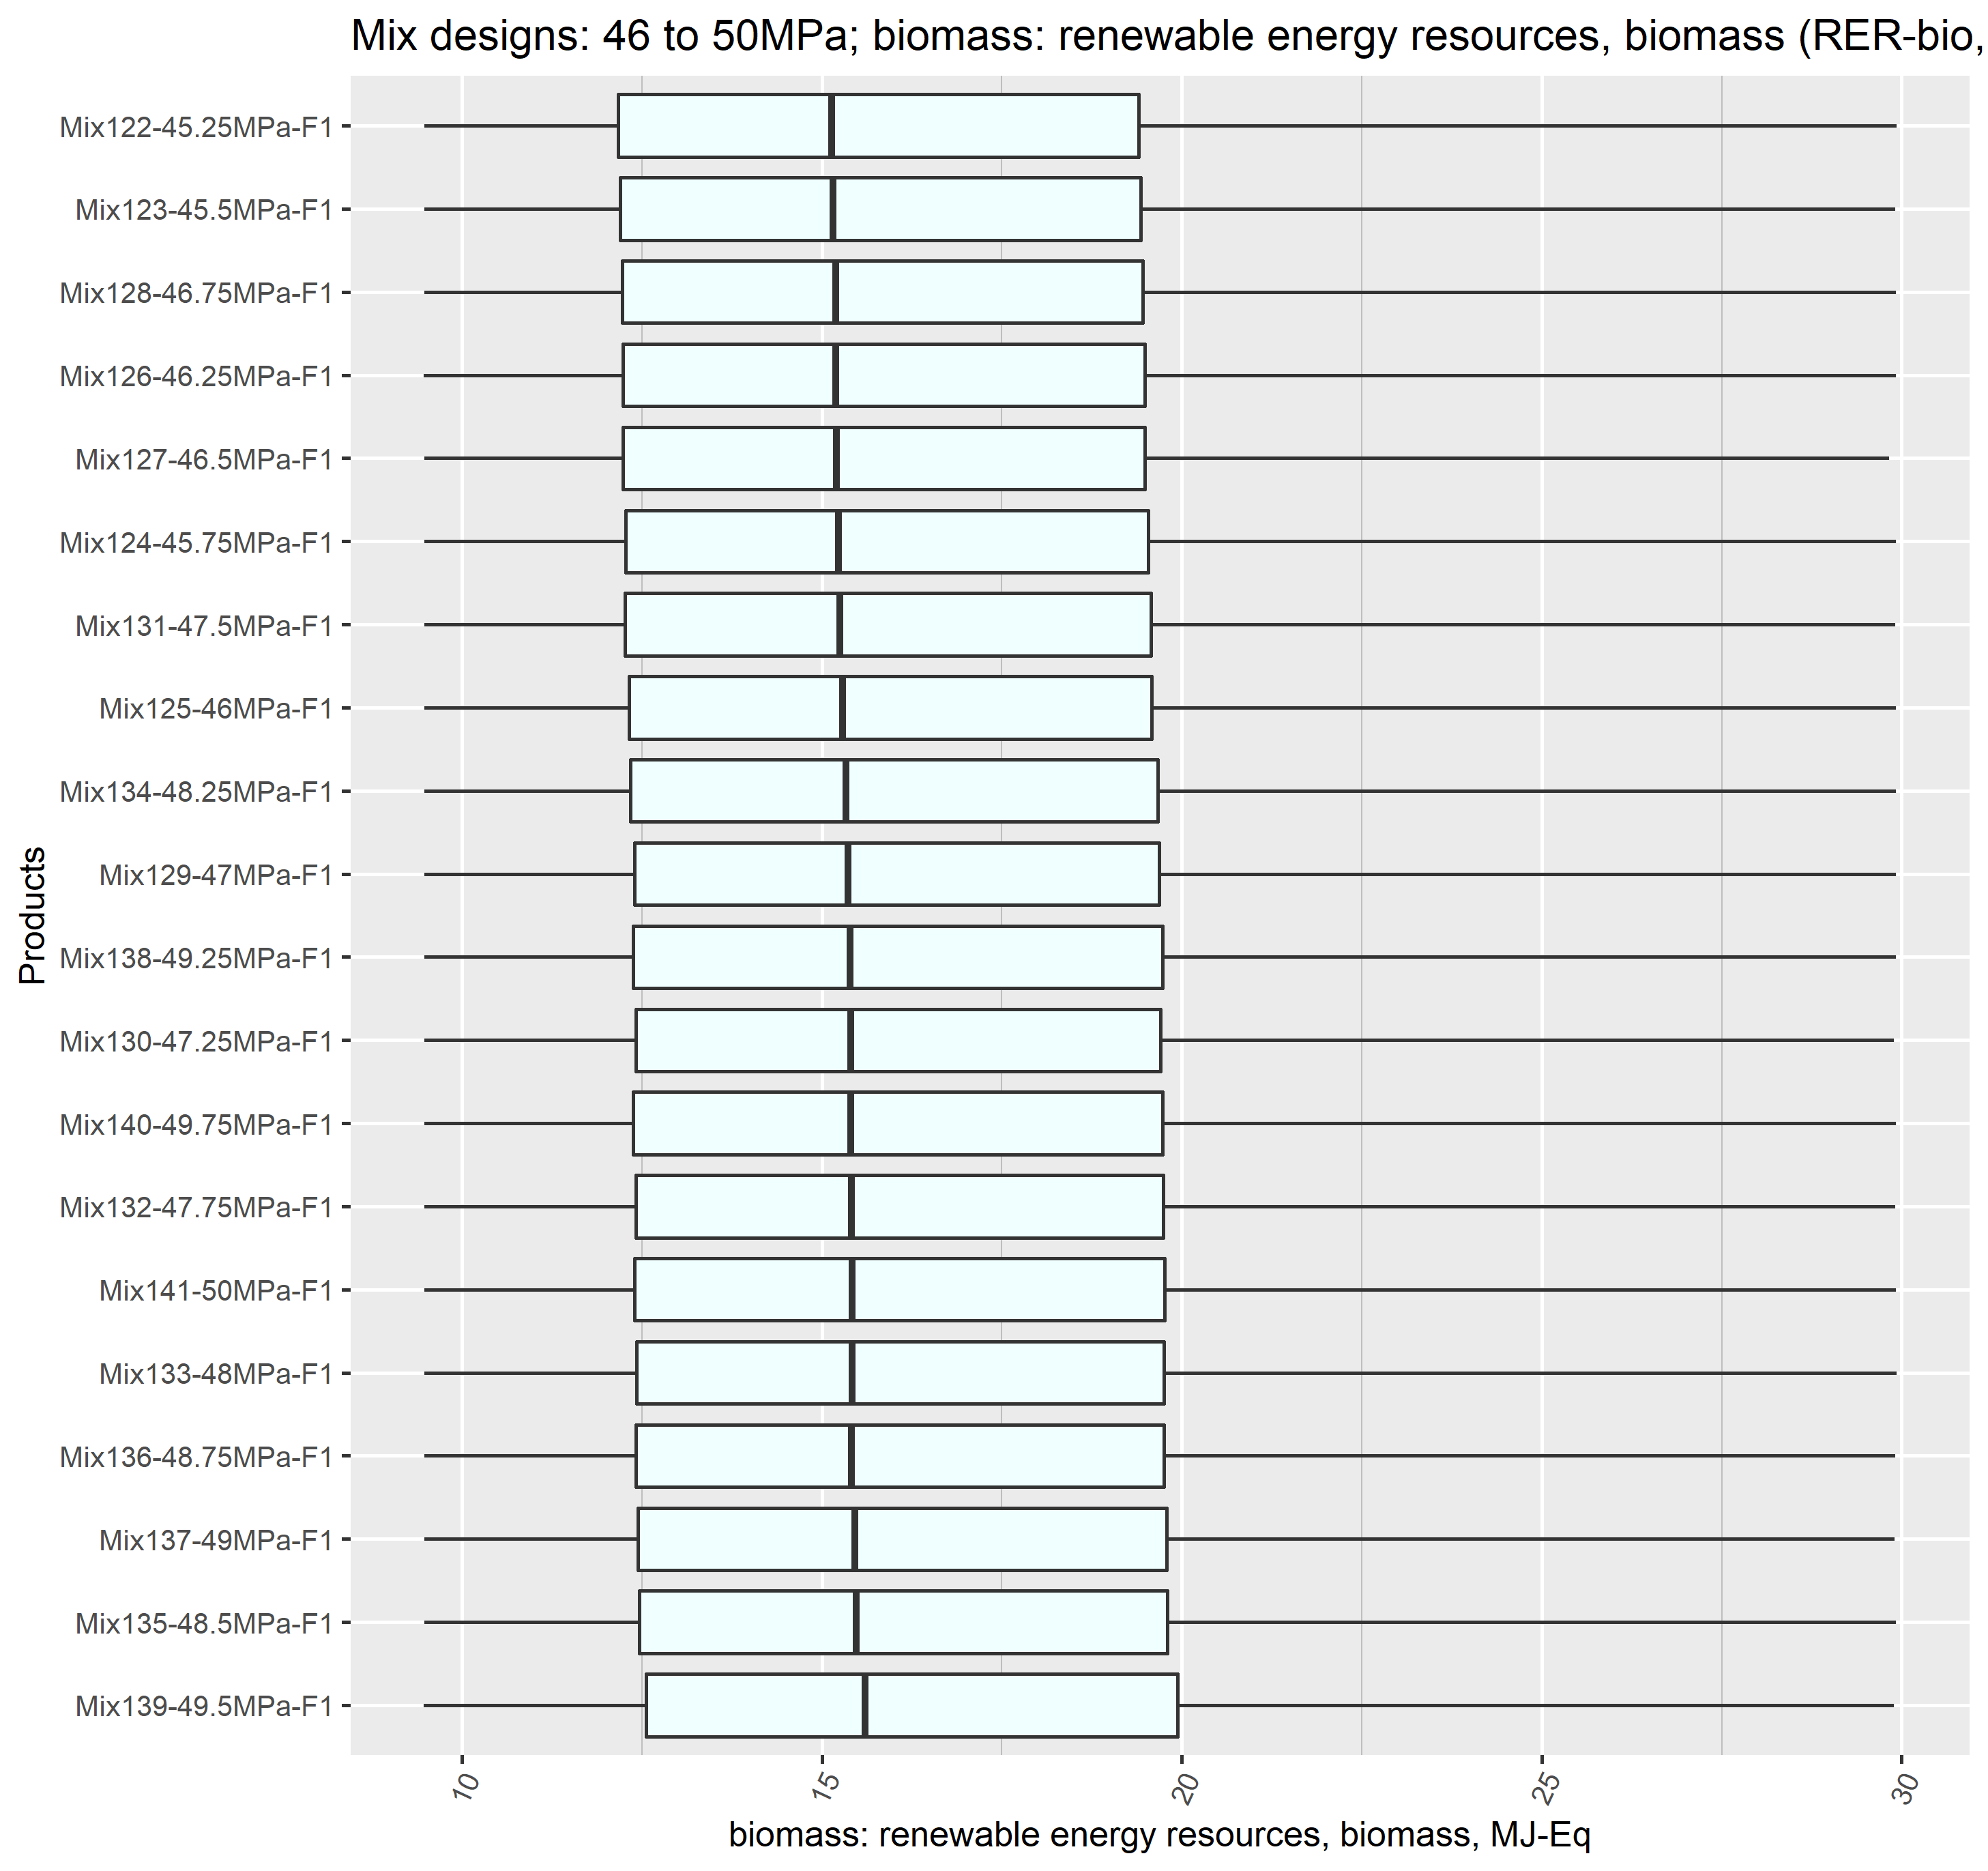 Mix designs: 46 to 50MPa; biomass: renewable energy resources, biomass (RER-bio,
Mix122-45.25MPa-F1
Mix123-45.5MPa-F1
Mix128-46.75MPa-F1
Mix126-46.25MPa-F1
Mix127-46.5MPa-F1
Mix124-45.75MPa-F1
Mix131-47.5MPa-F1
Mix125-46MPa-F1
Mix134-48.25MPa-F1
Mix129-47MPa-F1
Mix138-49.25MPa-F1
Mix130-47.25MPa-F1
Mix140-49.75MPa-F1
Mix132-47.75MPa-F1
Mix141-50MPa-F1
Mix133-48MPa-F1
Mix136-48.75MPa-F1
Mix137-49MPa-F1
Mix135-48.5MPa-F1
Mix139-49.5MPa-F1
Products
10 15 20 25 30
biomass: renewable energy resources, biomass, MJ-Eq